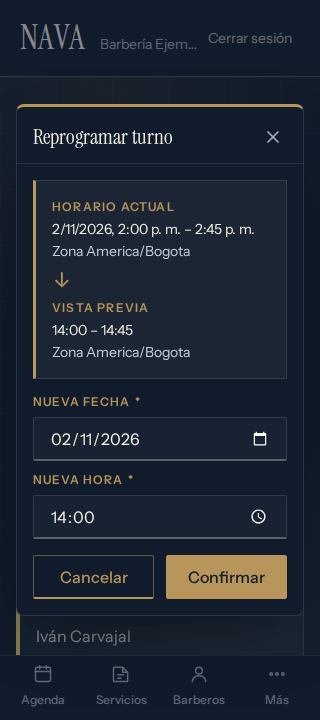 NAVA
Barbería Ejem...
Cerrar sesión
Reprogramar turno
HORARIO ACTUAL
2/11/2026, 2:00 p. m. – 2:45 p. m.
Zona America/Bogota
VISTA PREVIA
14:00 – 14:45
Zona America/Bogota
NUEVA FECHA *
02/11/2026
NUEVA HORA *
14:00
Cancelar
Confirmar
Iván Carvajal
Agenda
Servicios
Barberos
Más